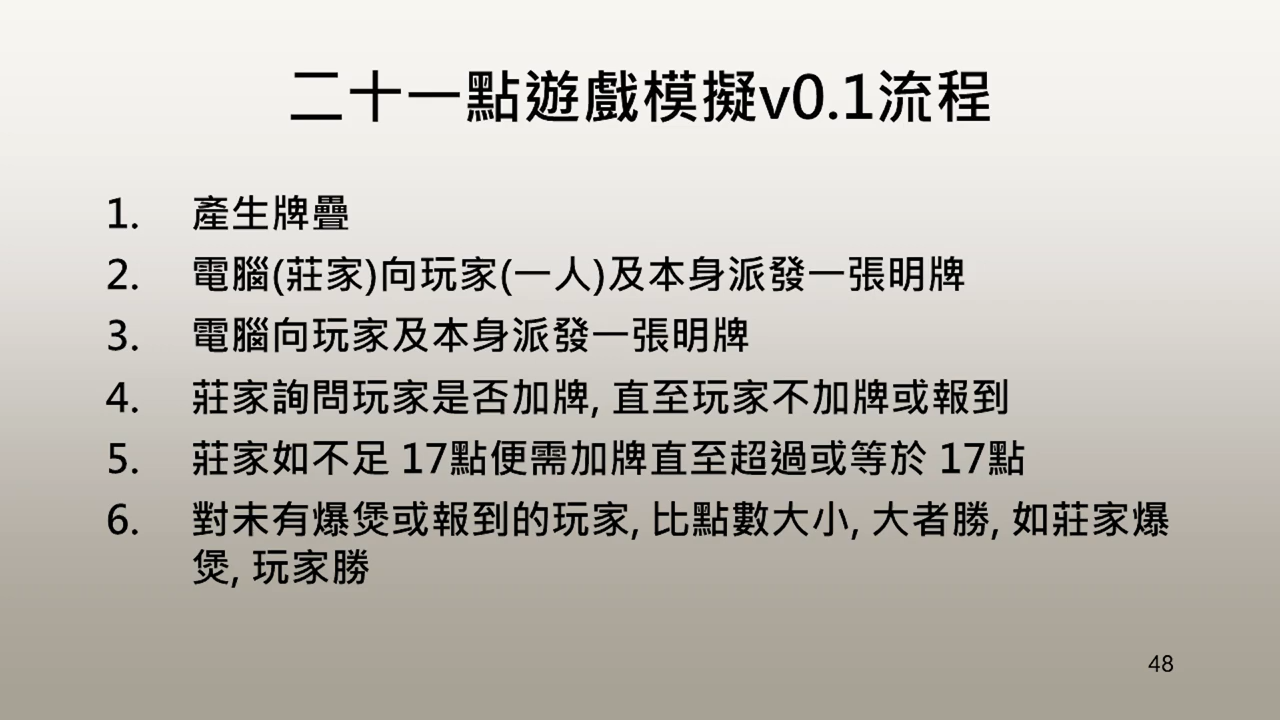 二十一點遊戲模擬v0.1流程
1. 產生牌疊
2. 電腦(莊家)向玩家(一人)及本身派發一張明牌
3. 電腦向玩家及本身派發一張明牌
4. 莊家詢問玩家是否加牌, 直至玩家不加牌或報到
5. 莊家如不足 17點便需加牌直至超過或等於 17點
6. 對未有爆煲或報到的玩家, 比點數大小, 大者勝, 如莊家爆
煲, 玩家勝
48